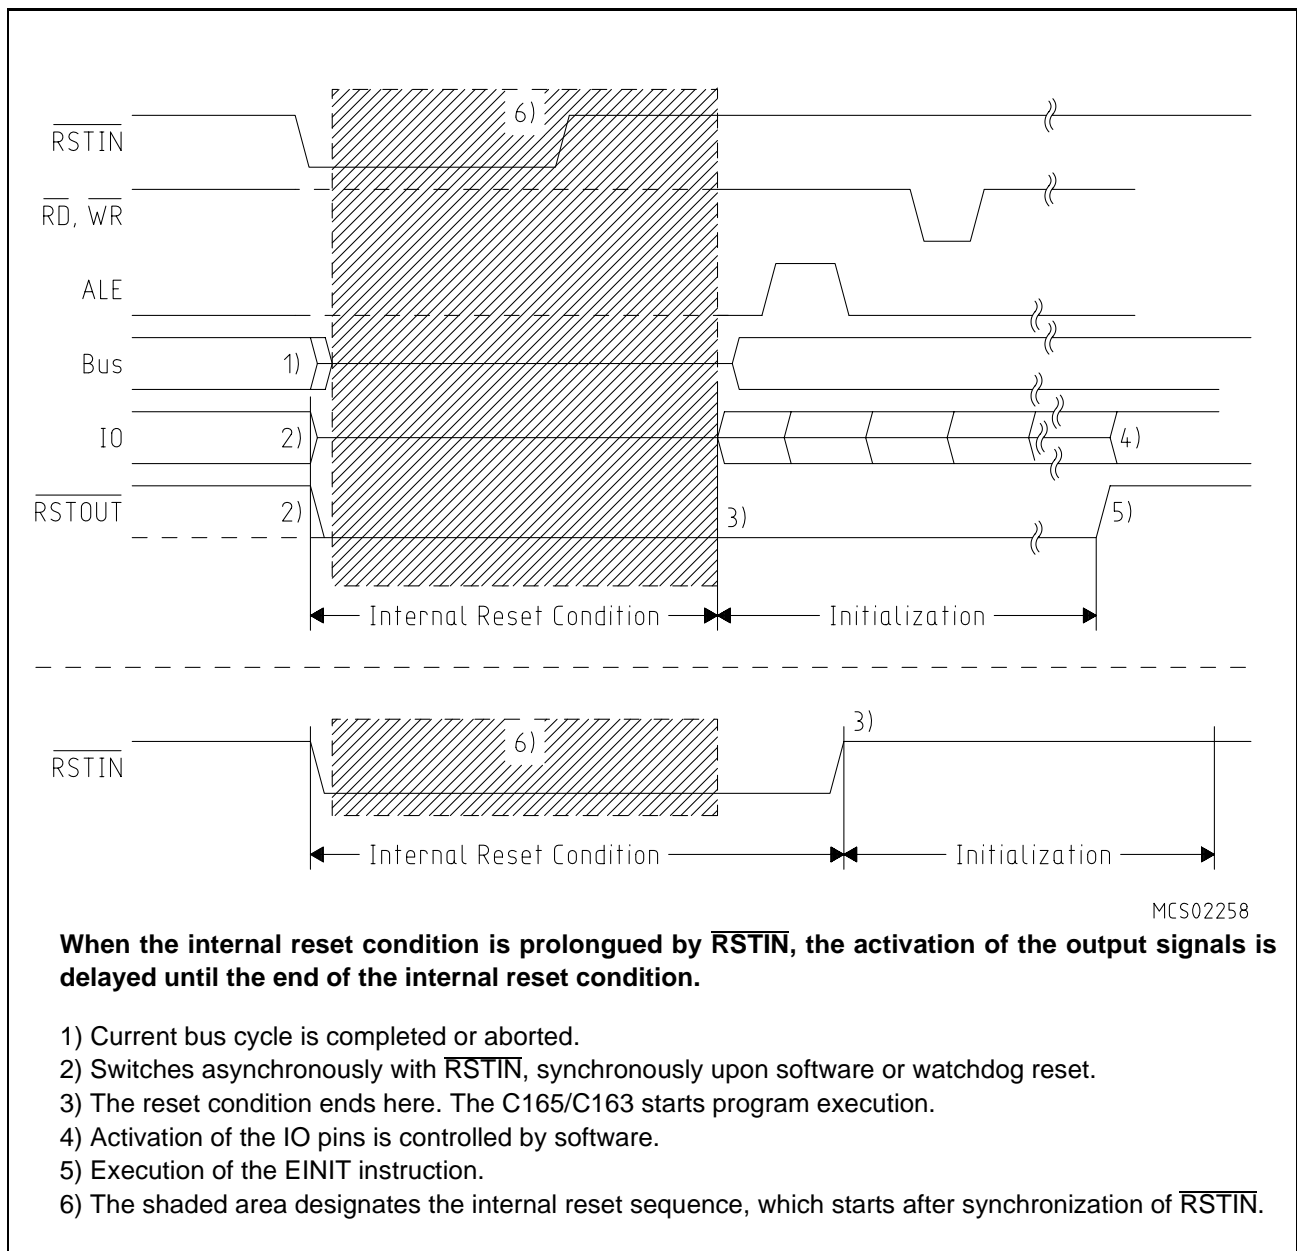 6)
RSTIN
RD, WR
ALE
Bus 1)
IO 2) 4)
RSTOUT 2) 3) 5)
Internal Reset Condition Initialization
6) 3)
RSTIN
Internal Reset Condition Initialization
MCS02258
When the internal reset condition is prolongued by RSTIN, the activation of the output signals is
delayed until the end of the internal reset condition.
1) Current bus cycle is completed or aborted.
2) Switches asynchronously with RSTIN, synchronously upon software or watchdog reset.
3) The reset condition ends here. The C165/C163 starts program execution.
4) Activation of the IO pins is controlled by software.
5) Execution of the EINIT instruction.
6) The shaded area designates the internal reset sequence, which starts after synchronization of RSTIN.